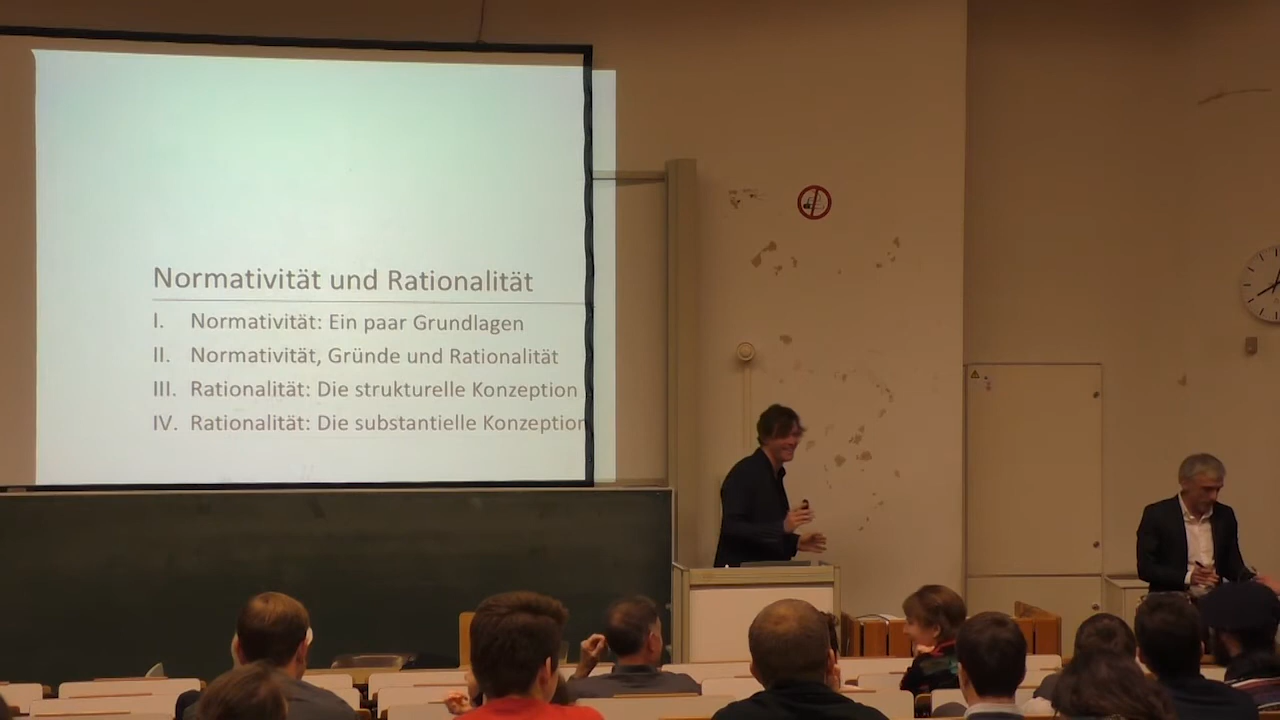 Normativität und Rationalität
I. Normativität: Ein paar Grundlagen
II. Normativität, Gründe und Rationalität
III. Rationalität: Die strukturelle Konzeption
IV. Rationalität: Die substantielle Konzeption